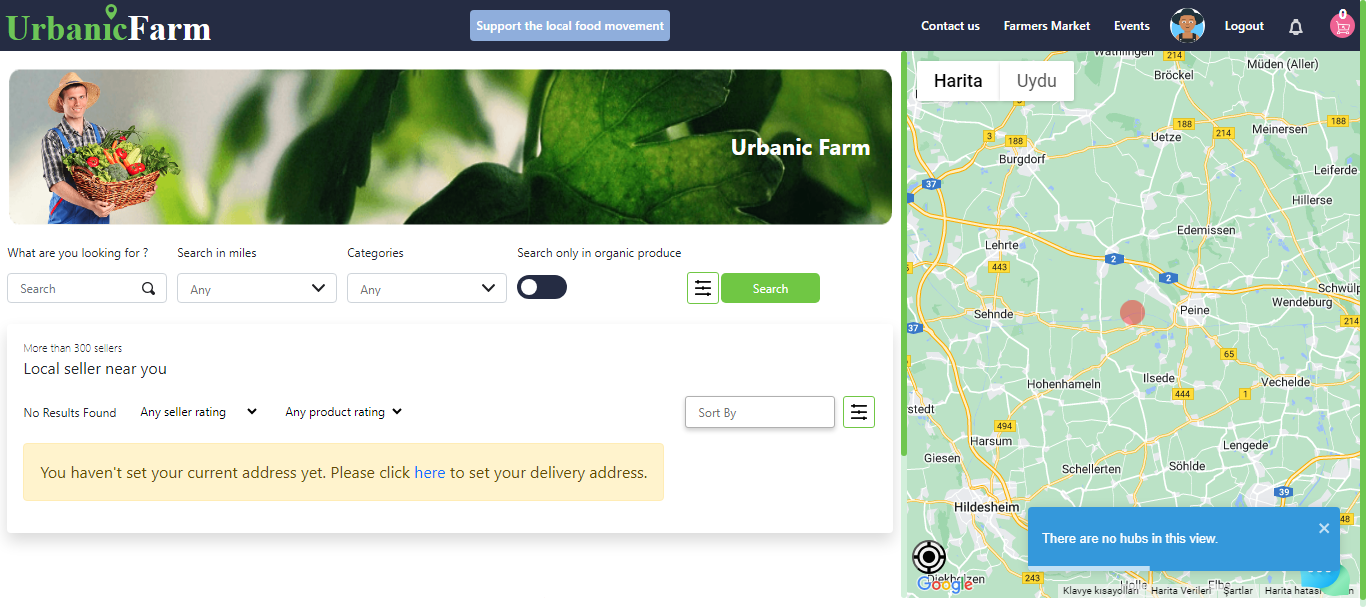 UrbanicFarm
Support the local food movement
Contact us
Farmers Market
Events
Logout
0
Urbanic Farm
What are you looking for ?
Search in miles
Categories
Search only in organic produce
Search
Any
Any
Search
More than 300 sellers
Local seller near you
No Results Found
Any seller rating
Any product rating
Sort By
You haven't set your current address yet. Please click here to set your delivery address.
Harita
Uydu
Wathlingen
214
Bröckel
Müden (Aller)
3
188
188
214
188
Uetze
Meinersen
Burgdorf
Leiferde
37
Hillerse
Edemissen
Lehrte
443
2
2
Schwülp
Wendeburg
Sehnde
Peine
214
37
65
Hohenhameln
Ilsede
Vechelde
444
1
rstedt
494
Harsum
Lengede
Giesen
Schellerten
Söhlde
39
Hildesheim
48
There are no hubs in this view.
Diekholzen
243
Holle
Elbe
Google
Klavye kısayolları
Harita Verileri
Şartlar
Harita hatası